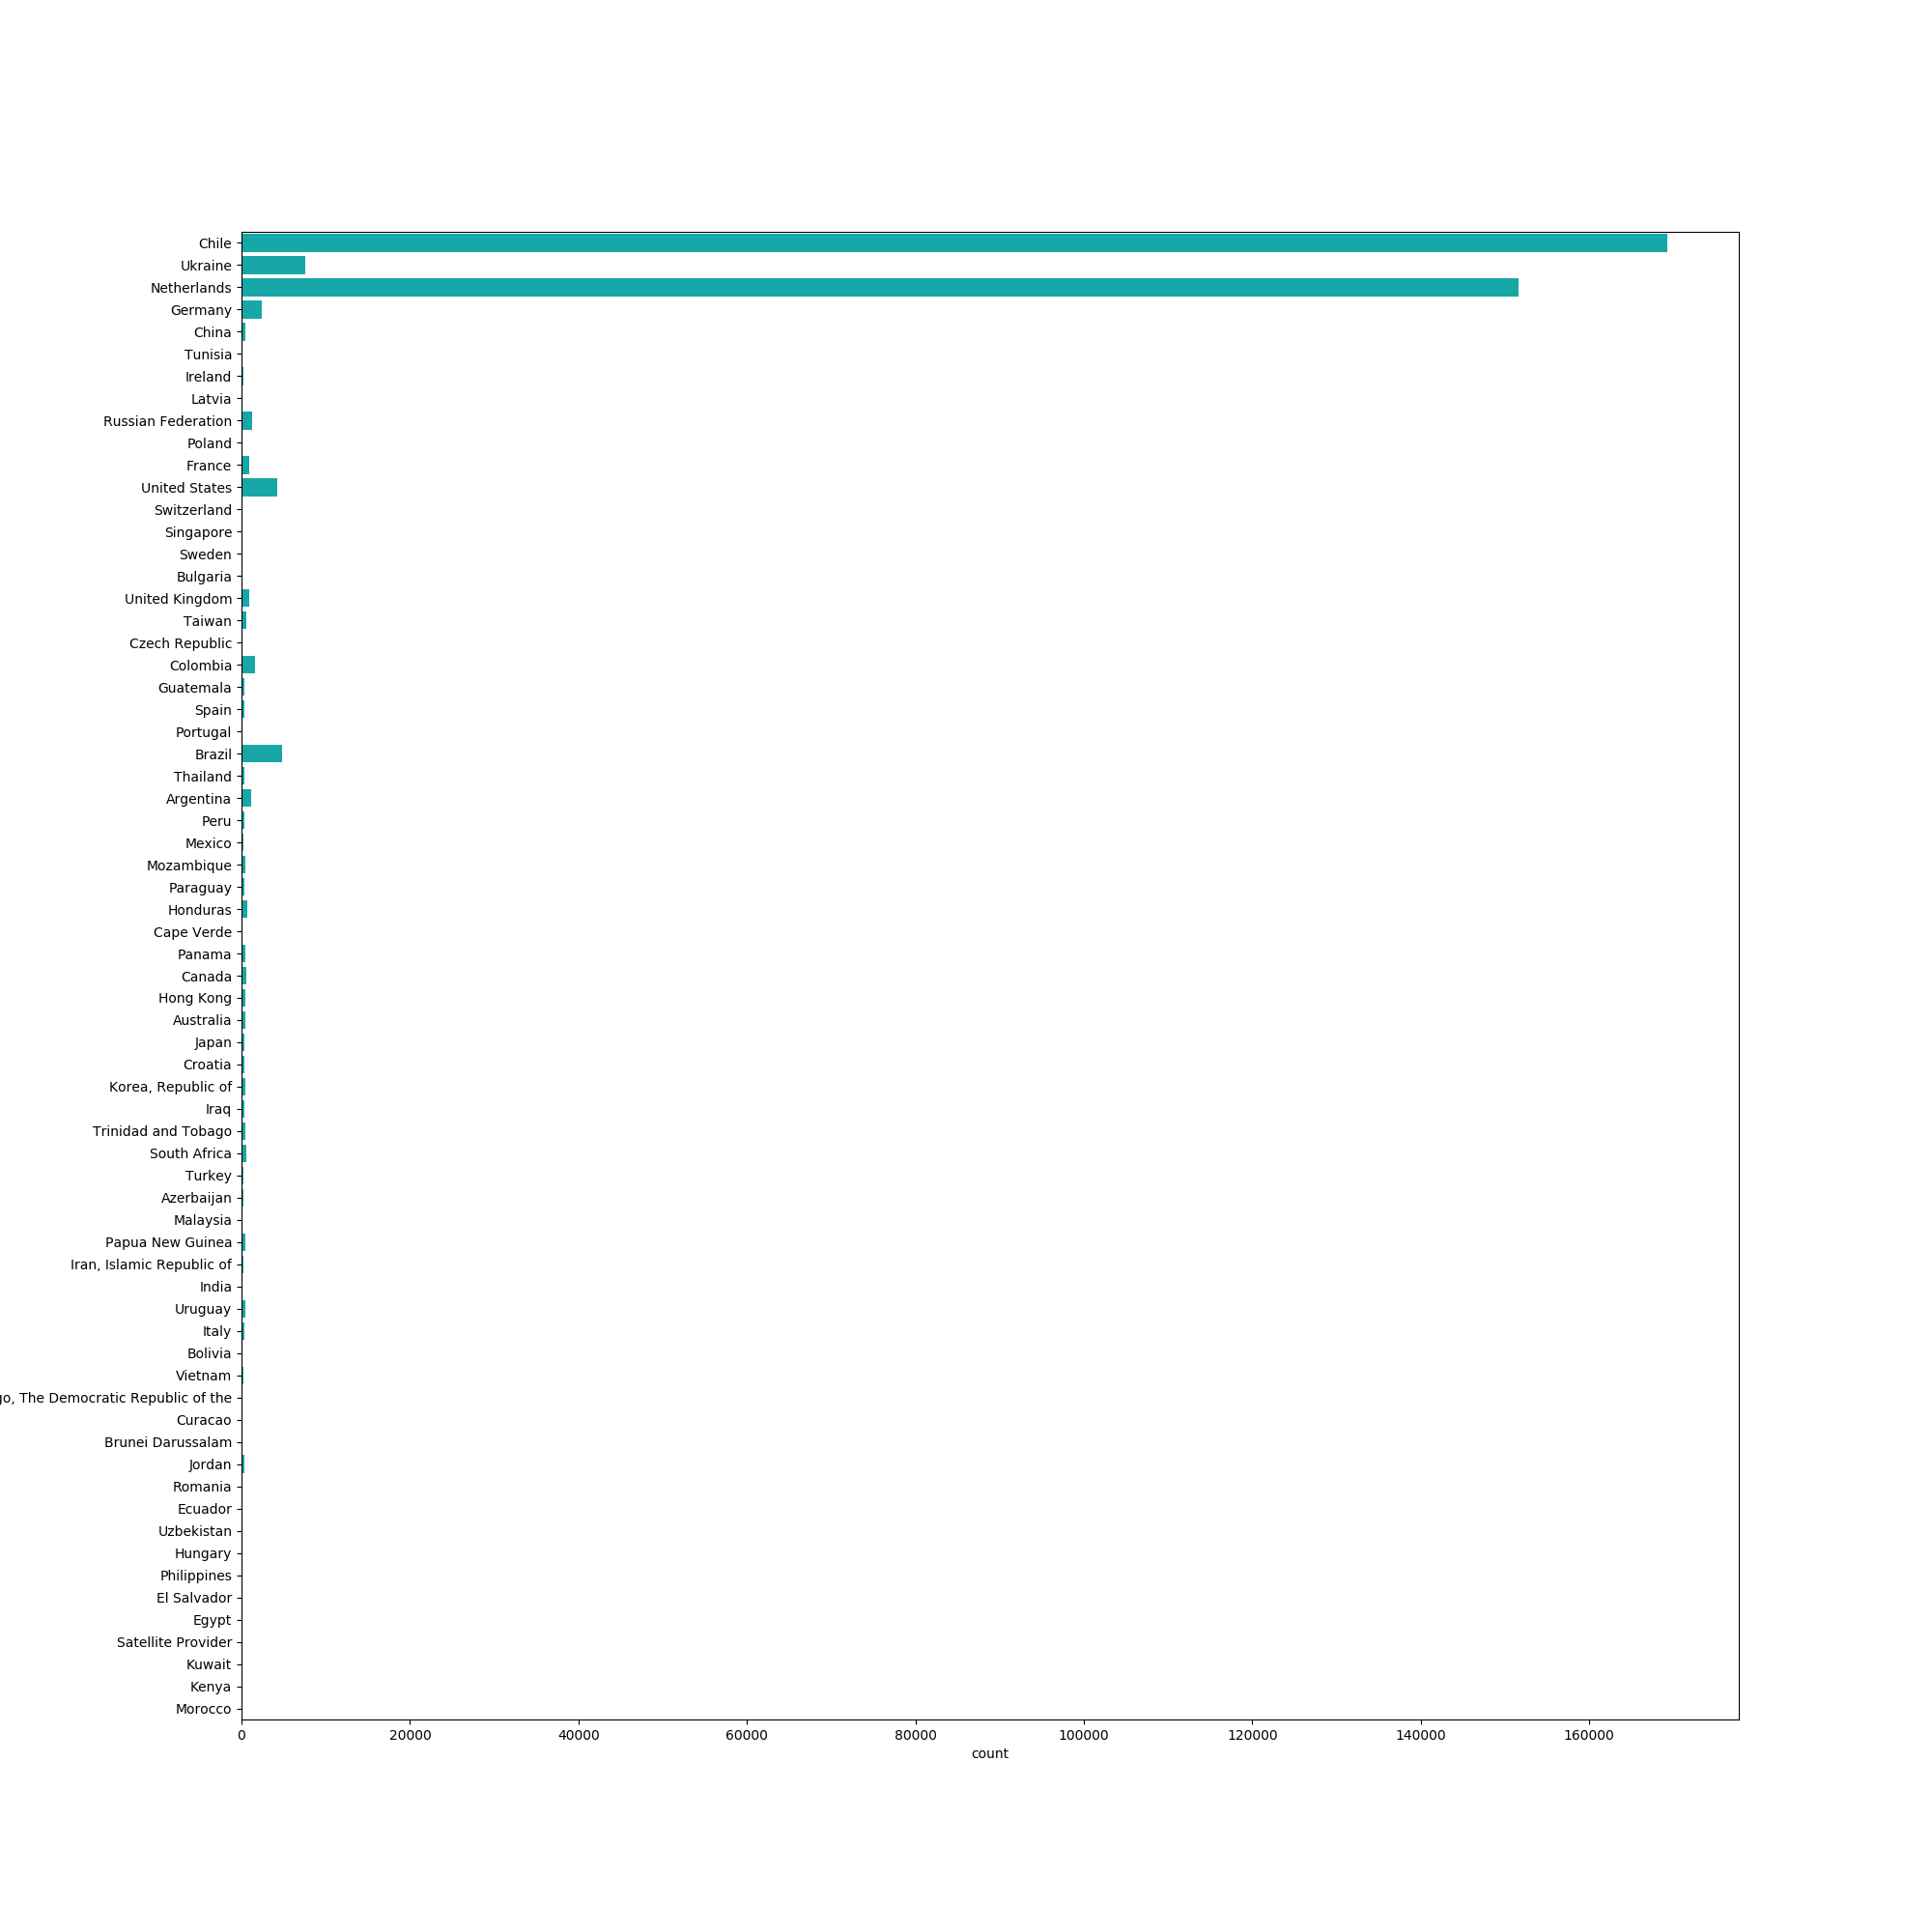 Chile
Ukraine
Netherlands
Germany
China
Tunisia
Ireland
Latvia
Russian Federation
Poland
France
United States
Switzerland
Singapore
Sweden
Bulgaria
United Kingdom
Taiwan
Czech Republic
Colombia
Guatemala
Spain
Portugal
Brazil
Thailand
Argentina
Peru
Mexico
Mozambique
Paraguay
Honduras
Cape Verde
Panama
Canada
Hong Kong
Australia
Japan
Croatia
Korea, Republic of
Iraq
Trinidad and Tobago
South Africa
Turkey
Azerbaijan
Malaysia
Papua New Guinea
Iran, Islamic Republic of
India
Uruguay
Italy
Bolivia
Vietnam
go, The Democratic Republic of the
Curacao
Brunei Darussalam
Jordan
Romania
Ecuador
Uzbekistan
Hungary
Philippines
El Salvador
Egypt
Satellite Provider
Kuwait
Kenya
Morocco
0 20000 40000 60000 80000 100000 120000 140000 160000
count